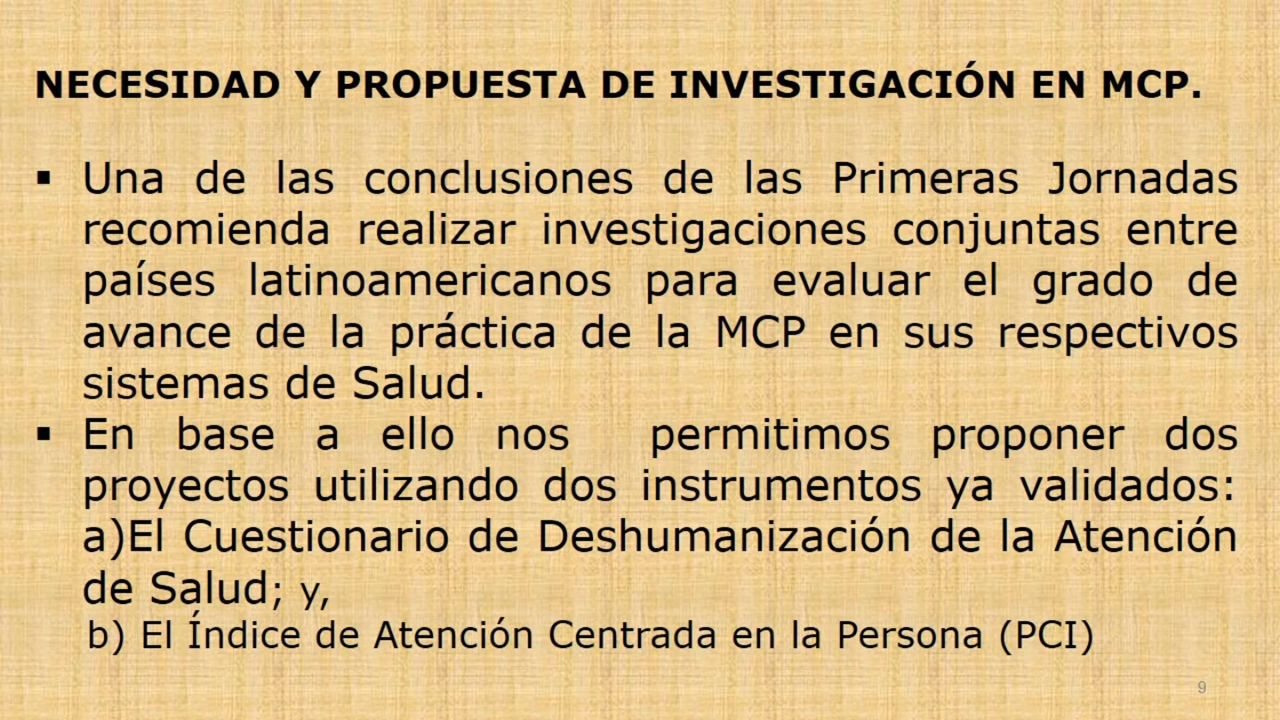 NECESIDAD Y PROPUESTA DE INVESTIGACIÓN EN MCP.
▪ Una de las conclusiones de las Primeras Jornadas
recomienda realizar investigaciones conjuntas entre
países latinoamericanos para evaluar el grado de
avance de la práctica de la MCP en sus respectivos
sistemas de Salud.
▪ En base a ello nos permitimos proponer dos
proyectos utilizando dos instrumentos ya validados:
a)El Cuestionario de Deshumanización de la Atención
de Salud; y,
b) El Índice de Atención Centrada en la Persona (PCI)
9